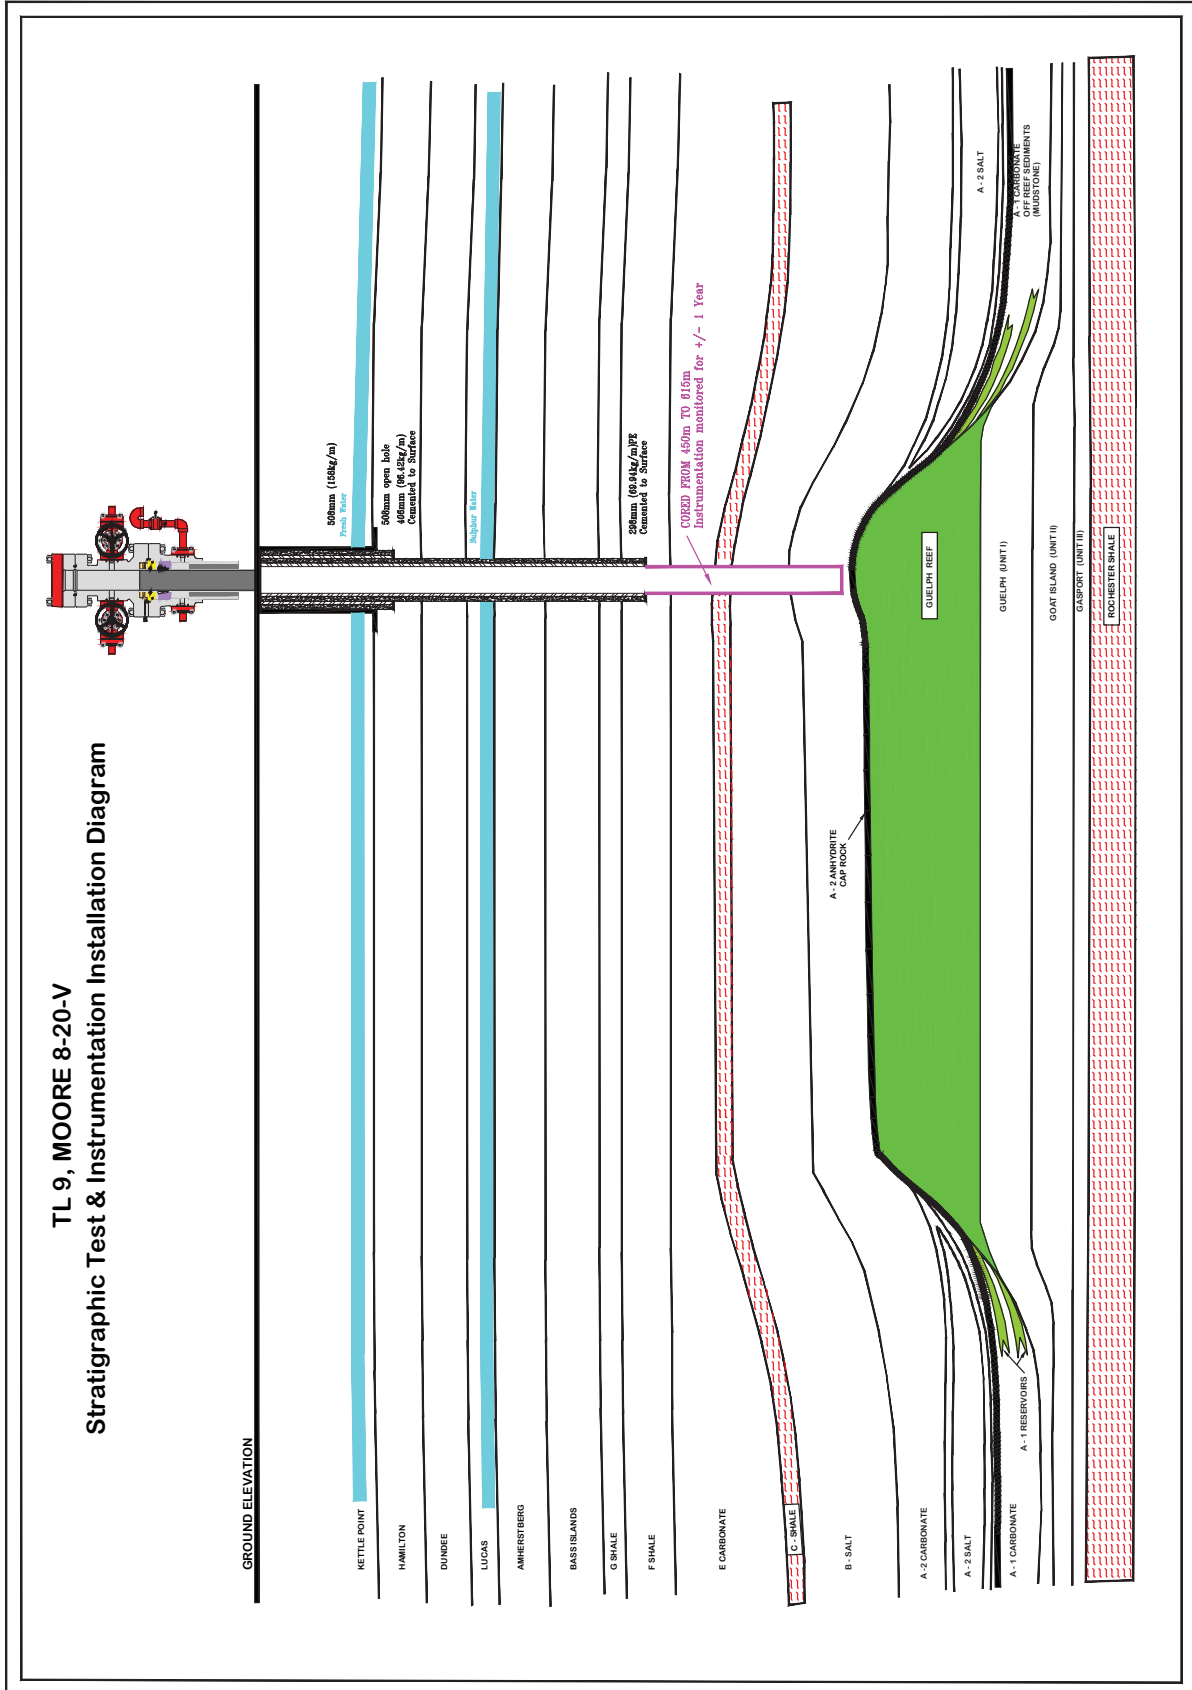 TL 9, MOORE 8-20-V
Stratigraphic Test & Instrumentation Installation Diagram
GROUND ELEVATION
508mm (158kg/m)
Fresh Water
508mm open hole
406mm (96.42kg/m)
Cemented to Surface
Sulphur Water
298mm (69.94kg/m)PE
Cemented to Surface
CORED FROM 450m TO 615m
Instrumentation monitored for +/- 1 Year
KETTLE POINT
HAMILTON
DUNDEE
LUCAS
AMHERSTBERG
BASS ISLANDS
G SHALE
F SHALE
E CARBONATE
C - SHALE
B - SALT
A -2 CARBONATE
A - 2 SALT
A - 1 CARBONATE
A - 1 RESERVOIRS
A - 2 ANHYDRITE
CAP ROCK
GUELPH REEF
GUELPH (UNIT I)
GOAT ISLAND (UNIT II)
GASPORT (UNIT III)
ROCHESTER SHALE
A - 2 SALT
A - 1 CARBONATE
OFF REEF SEDIMENTS
(MUDSTONE)